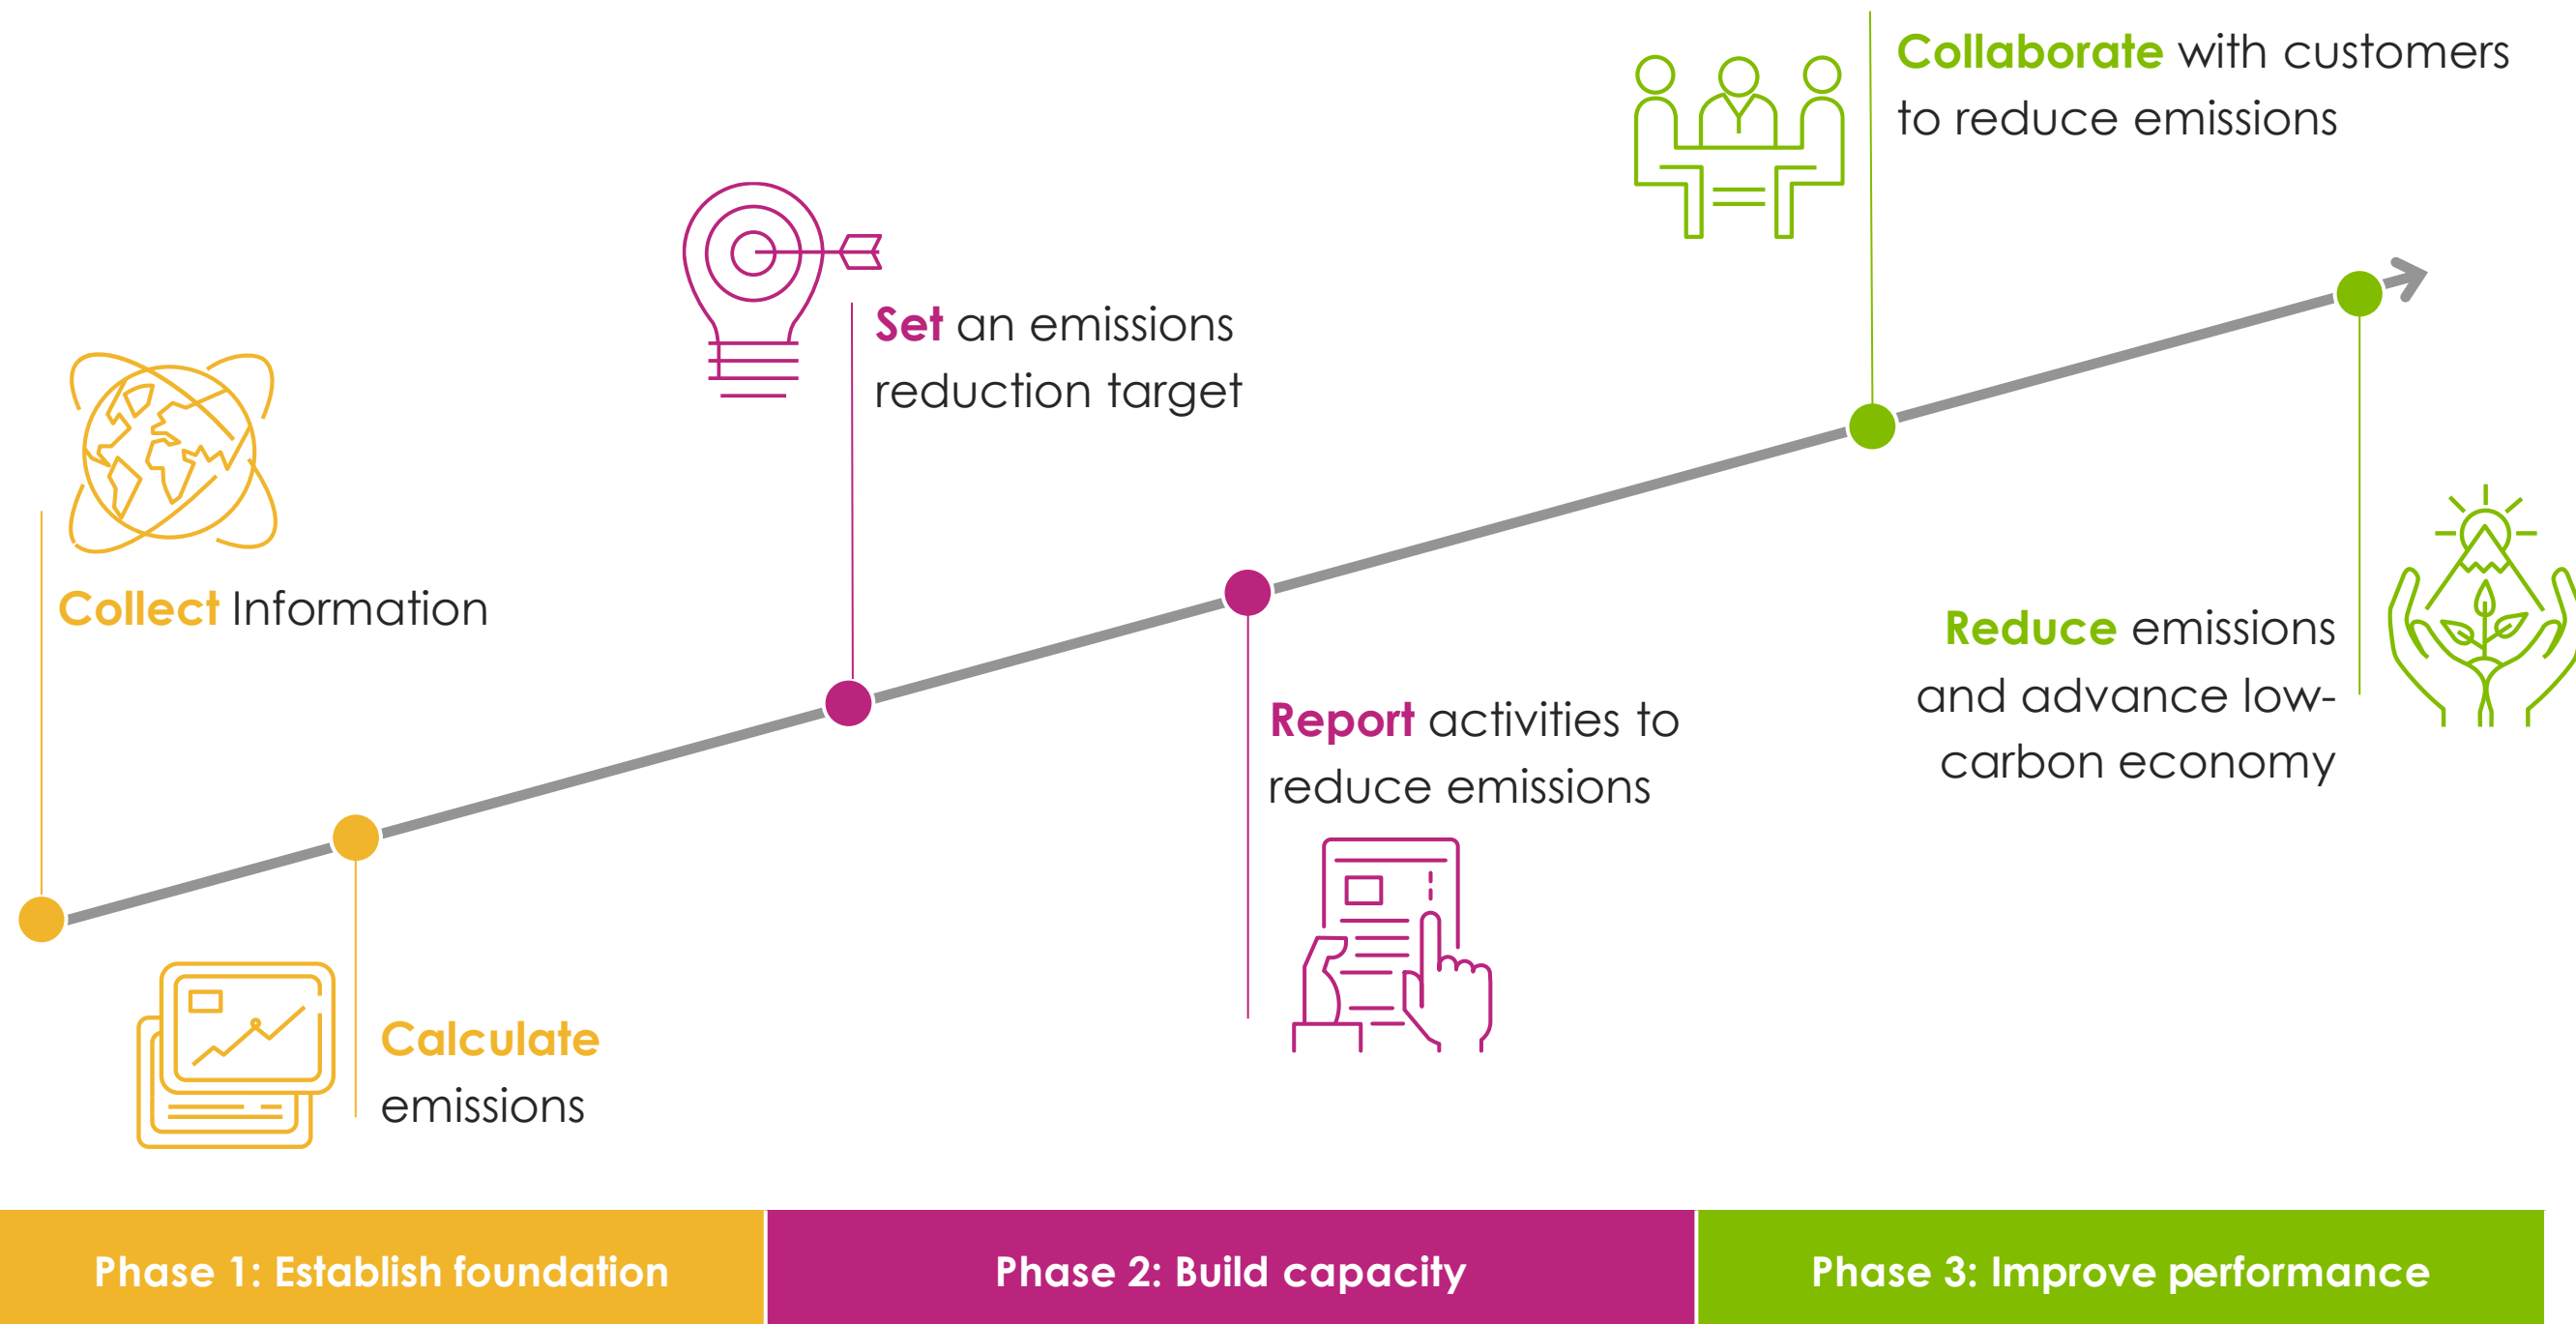 Collect Information
Calculate
emissions
Set an emissions
reduction target
Report activities to
reduce emissions
Collaborate with customers
to reduce emissions
Reduce emissions
and advance low-
carbon economy
Phase 1: Establish foundation
Phase 2: Build capacity
Phase 3: Improve performance